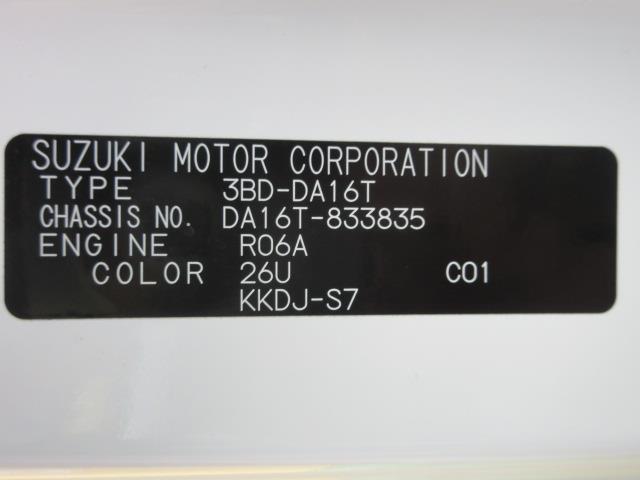 SUZUKI MOTOR CORPORATION
TYPE 3BD-DA16T
CHASSIS NO. DA16T-833835
ENGINE R06A
COLOR 26U C01
KKDJ-S7